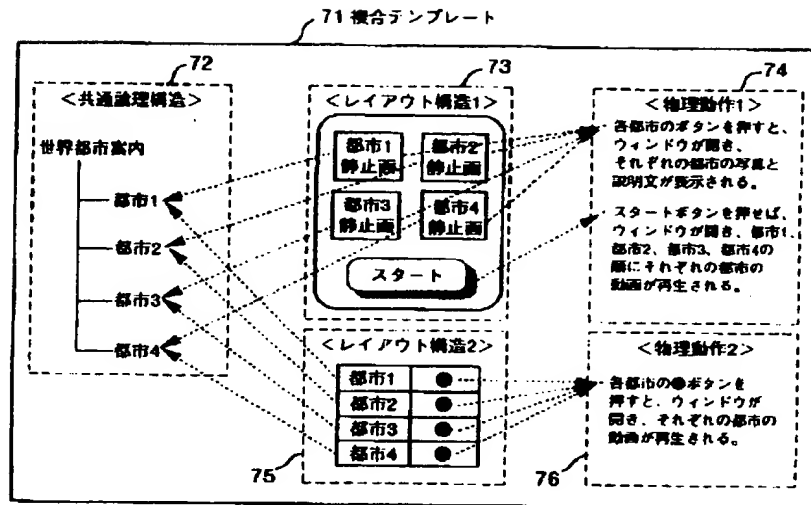 71 複合テンプレート
72
<共通論理構造>
世界都市案内
都市1
都市2
都市3
都市4
73
<レイアウト構造1>
都市1
静止画
都市2
静止画
都市3
静止画
都市4
静止画
スタート
74
<物理動作1>
各都市のボタンを押すと、
ウィンドウが開き、
それぞれの都市の写真と
説明文が表示される。
スタートボタンを押せば、
ウィンドウが開き、都市1、
都市2、都市3、都市4の
順にそれぞれの都市の
動画が再生される。
75
<レイアウト構造2>
都市1 ●
都市2 ●
都市3 ●
都市4 ●
76
<物理動作2>
各都市の●ボタンを
押すと、ウィンドウが
開き、それぞれの都市の
動画が再生される。